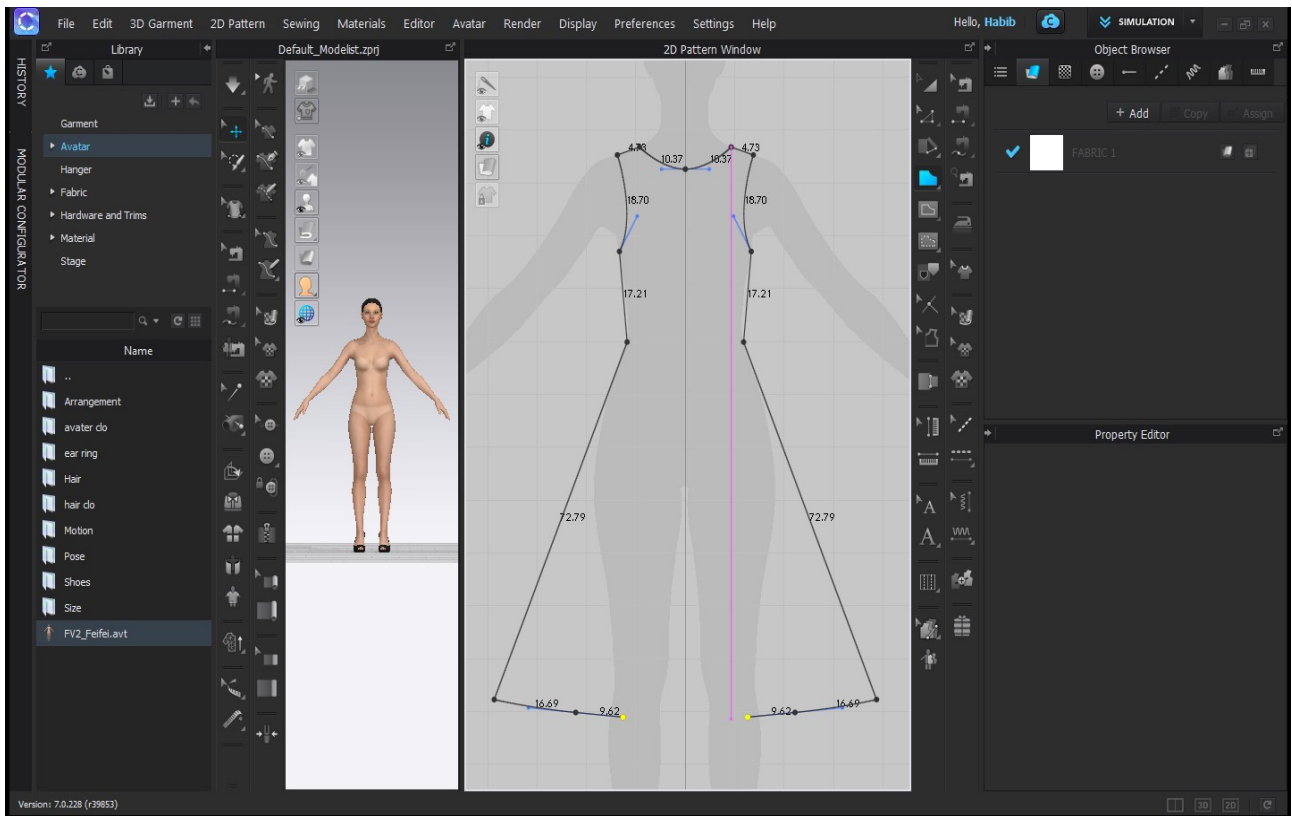 File Edit 3D Garment 2D Pattern Sewing Materials Editor Avatar Render Display Preferences Settings Help Hello, Habib SIMULATION
Library
Default_Modelist.zprj
2D Pattern Window
Object Browser
HISTORY
MODULAR CONFIGURATOR
Garment
Avatar
Hanger
Fabric
Hardware and Trims
Material
Stage
Name
..
Arrangement
avater do
ear ring
Hair
hair do
Motion
Pose
Shoes
Size
FV2_Feifei.avt
4.73 10.37 10.37 4.73
18.70 18.70
17.21 17.21
72.79 72.79
16.69 9.62 9.62 16.69
+ Add Copy Assign
FABRIC 1
Property Editor
Version: 7.0.228 (r39853)
3D 2D